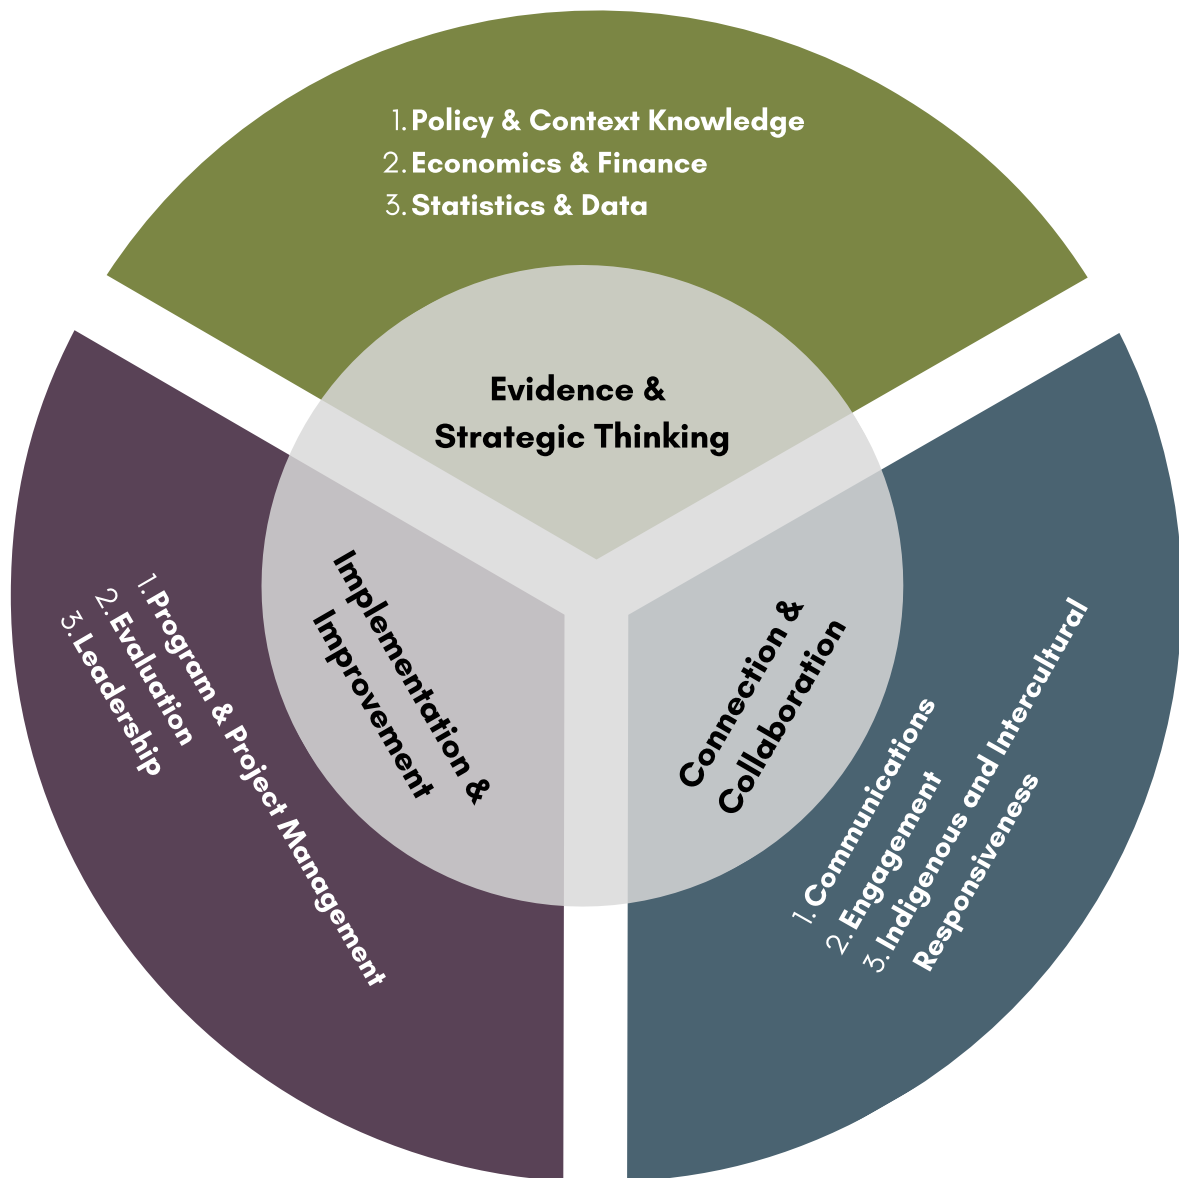 1. Policy & Context Knowledge
2. Economics & Finance
3. Statistics & Data
Evidence &
Strategic Thinking
Implementation &
Improvement
1. Program & Project Management
2. Evaluation
3. Leadership
Connection &
Collaboration
1. Communications
2. Engagement
3. Indigenous and Intercultural
Responsiveness